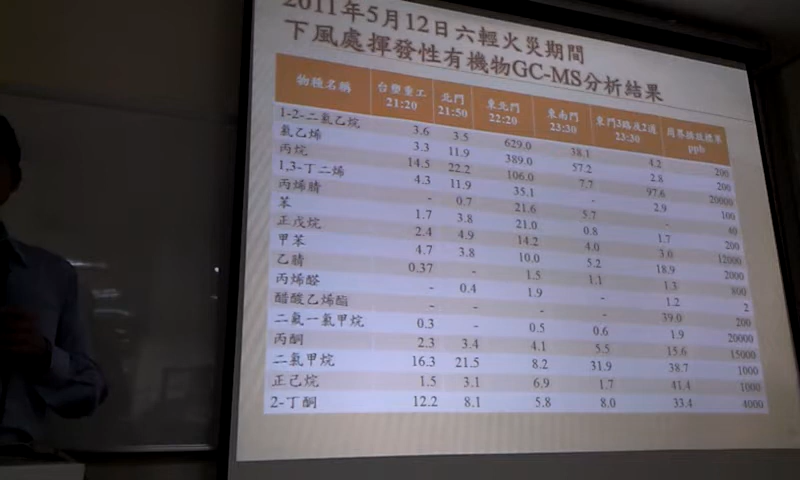 2011年5月12日六輕火災期間
下風處揮發性有機物GC-MS分析結果
物種名稱 台塑重工 21:20 北門 21:50 東北門 22:20 東南門 23:30 東門3路及2週 23:30 周界排放標準 ppb
1-2-二氯乙烷 3.6 3.5 629.0 38.1 4.2 200
氯乙烯 3.3 11.9 389.0 57.2 2.8 200
丙烷 14.5 22.2 106.0 7.7 97.6 20000
1,3-丁二烯 4.3 11.9 35.1 - 2.9 100
丙烯腈 - 0.7 21.6 5.7 - 40
苯 1.7 3.8 21.0 0.8 1.7 200
正戊烷 2.4 4.9 14.2 4.0 3.0 12000
甲苯 4.7 3.8 10.0 5.2 18.9 2000
乙腈 0.37 - 1.5 1.1 1.3 800
丙烯醛 - 0.4 1.9 - 1.2 2
醋酸乙烯酯 - - - - 39.0 200
二氟一氯甲烷 0.3 - 0.5 0.6 1.9 20000
丙酮 2.3 3.4 4.1 5.5 15.6 15000
二氯甲烷 16.3 21.5 8.2 31.9 38.7 1000
正己烷 1.5 3.1 6.9 1.7 41.4 1000
2-丁酮 12.2 8.1 5.8 8.0 33.4 4000